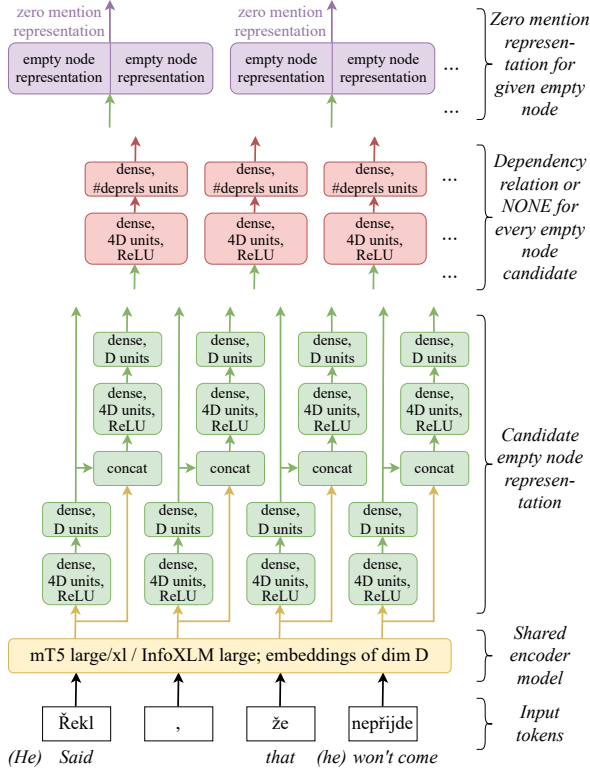 zero mention
representation
zero mention
representation
empty node
representation
empty node
representation
empty node
representation
empty node
representation
...
...
Zero mention
represen-
tation for
given empty
node
dense,
#deprels units
dense,
#deprels units
dense,
#deprels units
...
dense,
4D units,
ReLU
dense,
4D units,
ReLU
dense,
4D units,
ReLU
...
...
Dependency
relation or
NONE for
every empty
node
candidate
dense,
D units
dense,
D units
dense,
D units
dense,
D units
dense,
4D units,
ReLU
dense,
4D units,
ReLU
dense,
4D units,
ReLU
dense,
4D units,
ReLU
concat
concat
concat
concat
dense,
D units
dense,
D units
dense,
D units
dense,
D units
dense,
4D units,
ReLU
dense,
4D units,
ReLU
dense,
4D units,
ReLU
dense,
4D units,
ReLU
Candidate
empty node
represen-
tation
mT5 large/xl / InfoXLM large; embeddings of dim D
Shared
encoder
model
Řekl
,
že
nepřijde
Input
tokens
(He) Said
that
(he) won't come